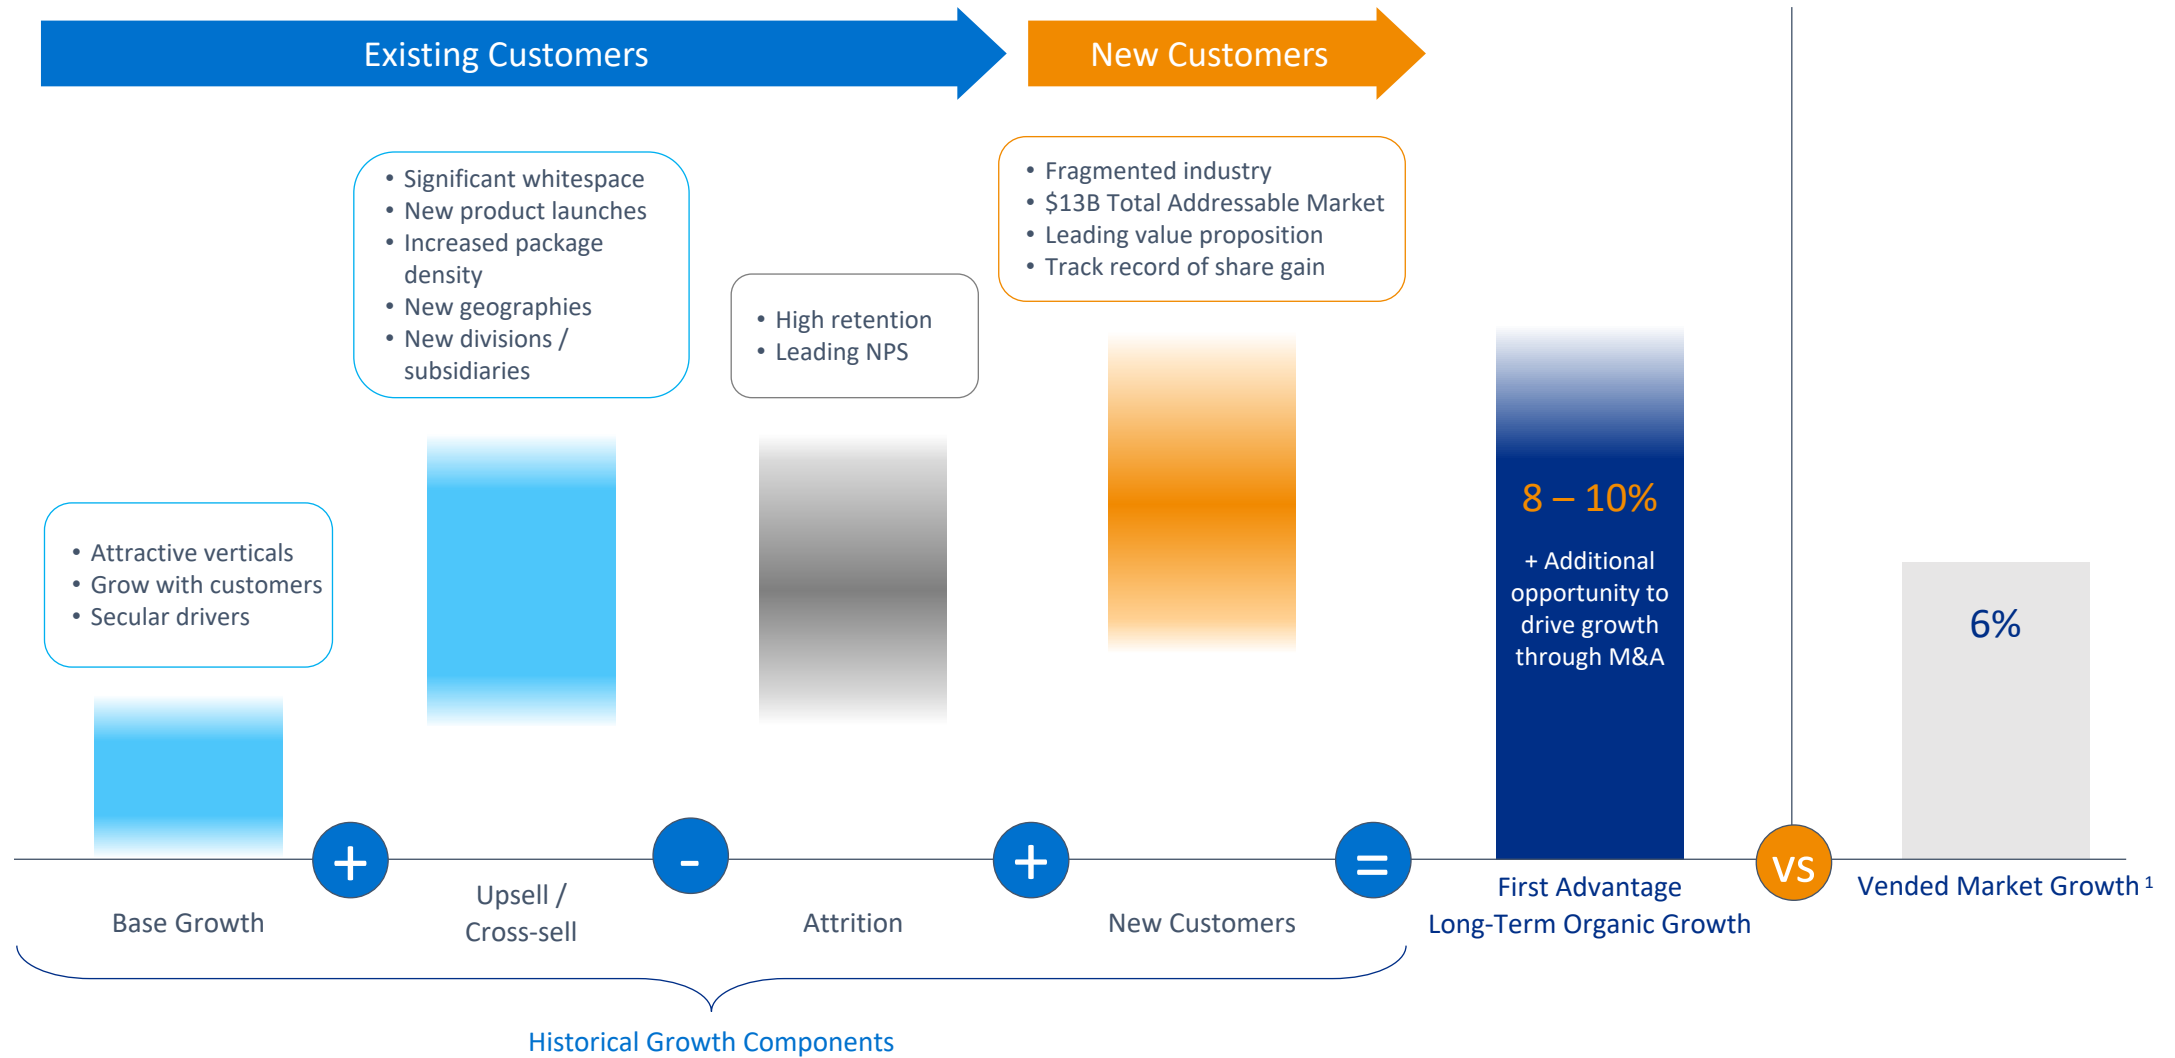 Existing Customers
New Customers
• Significant whitespace
• New product launches
• Increased package
density
• New geographies
• New divisions /
subsidiaries
• Fragmented industry
• $13B Total Addressable Market
• Leading value proposition
• Track record of share gain
• High retention
• Leading NPS
• Attractive verticals
• Grow with customers
• Secular drivers
8 – 10%
+ Additional
opportunity to
drive growth
through M&A
6%
+
-
+
=
vs
Base Growth
Upsell /
Cross-sell
Attrition
New Customers
First Advantage
Long-Term Organic Growth
Vended Market Growth 1
Historical Growth Components